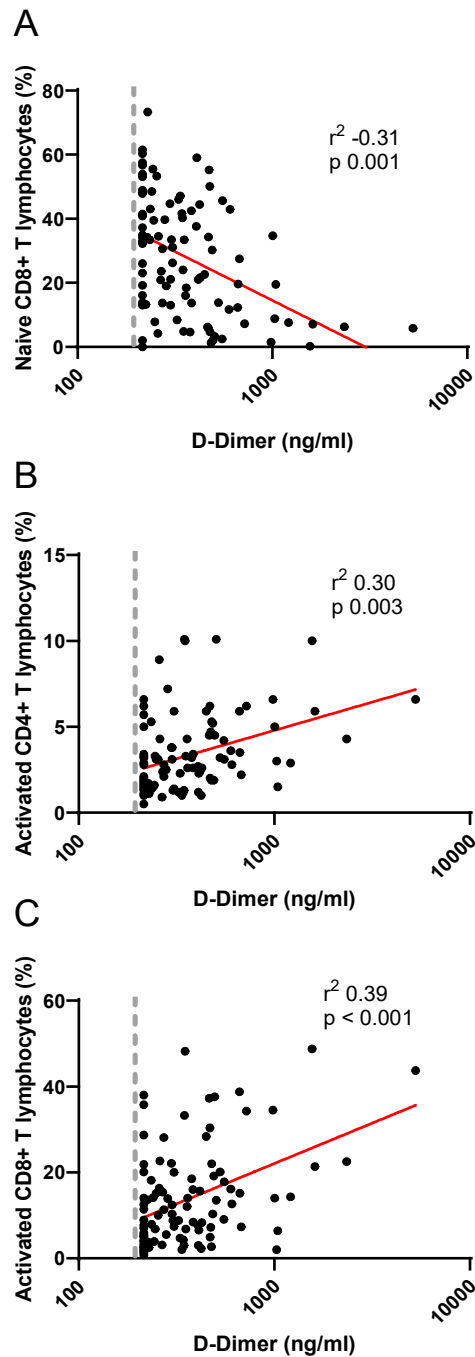 A
Naive CD8+ T lymphocytes (%)
80
60
40
20
0
r² -0.31
p 0.001
100
1000
10000
D-Dimer (ng/ml)
B
Activated CD4+ T lymphocytes (%)
15
10
5
0
r² 0.30
p 0.003
100
1000
10000
D-Dimer (ng/ml)
C
Activated CD8+ T lymphocytes (%)
60
40
20
0
r² 0.39
p < 0.001
100
1000
10000
D-Dimer (ng/ml)